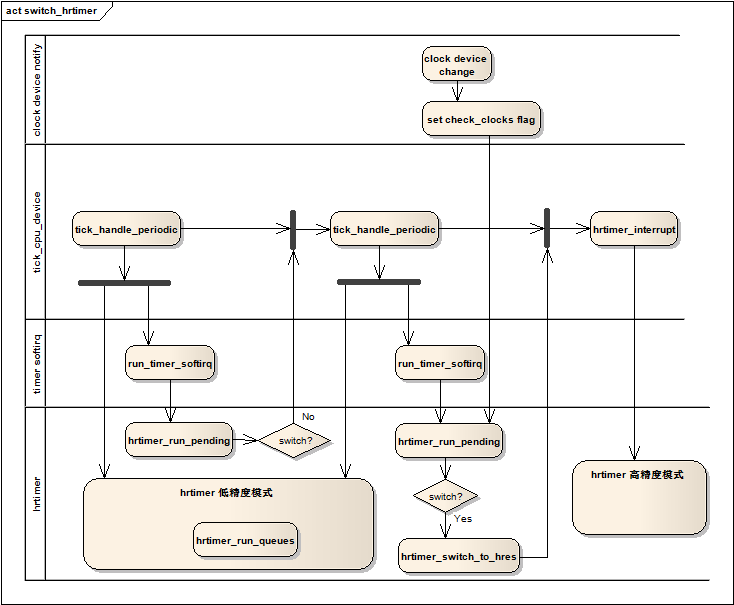 act switch_hrtimer
clock device notify
clock device
change
set check_clocks flag
tick_cpu_device
tick_handle_periodic
tick_handle_periodic
hrtimer_interrupt
timer softirq
run_timer_softirq
run_timer_softirq
hrtimer
hrtimer_run_pending
switch?
No
hrtimer_run_pending
switch?
Yes
hrtimer_switch_to_hres
hrtimer 低精度模式
hrtimer_run_queues
hrtimer 高精度模式